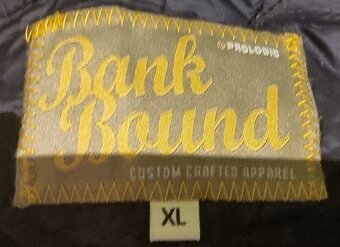 PROLOGIC
Bank
Bound
CUSTOM CRAFTED APPAREL
XL